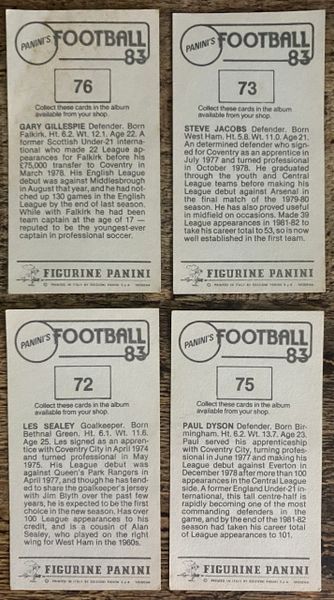 PANINI'S FOOTBALL 83
76
Collect these cards in the album
available from your shop.
GARY GILLESPIE Defender. Born
Falkirk. Ht. 6.2. Wt. 12.1. Age 22. A
former Scottish Under-21 interna-
tional who made 22 League ap-
pearances for Falkirk before his
£75,000 transfer to Coventry in
March 1978. His English League
debut was against Middlesbrough
in August that year, and he had not-
ched up 130 games in the English
League by the end of last season.
While with Falkirk he had been
team captain at the age of 17 —
reputed to be the youngest-ever
captain in professional soccer.
FIGURINE PANINI
PANINI'S FOOTBALL 83
73
Collect these cards in the album
available from your shop.
STEVE JACOBS Defender. Born
West Ham. Ht. 5.8. Wt. 11.0. Age 21.
An determined defender who sign-
ed for Coventry as an apprentice in
July 1977 and turned professional
in October 1978. He graduated
through the youth and Central
League teams before making his
League debut against Arsenal in
the final match of the 1979-80
season. He has also proved useful
in midfield on occasions. Made 39
League appearances in 1981-82 to
take his career total to 53, so is now
well established in the first team.
FIGURINE PANINI
PANINI'S FOOTBALL 83
72
Collect these cards in the album
available from your shop.
LES SEALEY Goalkeeper. Born
Bethnal Green. Ht. 6.1. Wt. 11.6.
Age 25. Les signed as an appren-
tice with Coventry City in April 1974
and turned professional in May
1975. His League debut was
against Queen's Park Rangers in
April 1977, and though he has tend-
ed to share the goalkeeper's jersey
with Jim Blyth over the past few
years, he is expected to be the first
choice in the new season. Has over
100 League appearances to his
credit, and is a cousin of Alan
Sealey, who played on the right
wing for West Ham in the 1960s.
FIGURINE PANINI
PANINI'S FOOTBALL 83
75
Collect these cards in the album
available from your shop.
PAUL DYSON Defender. Born Bir-
mingham. Ht. 6.2. Wt. 13.7. Age 23.
Paul served his apprenticeship
with Coventry City, turning profes-
sional in June 1977 and making his
League debut against Everton in
December 1978 after more than 100
appearances in the Central League
side. A former England Under-21 in-
ternational, this tall centre-half is
rapidly becoming one of the most
commanding defenders in the
game, and by the end of the 1981-82
season had taken his career total
of League appearances to 101.
FIGURINE PANINI